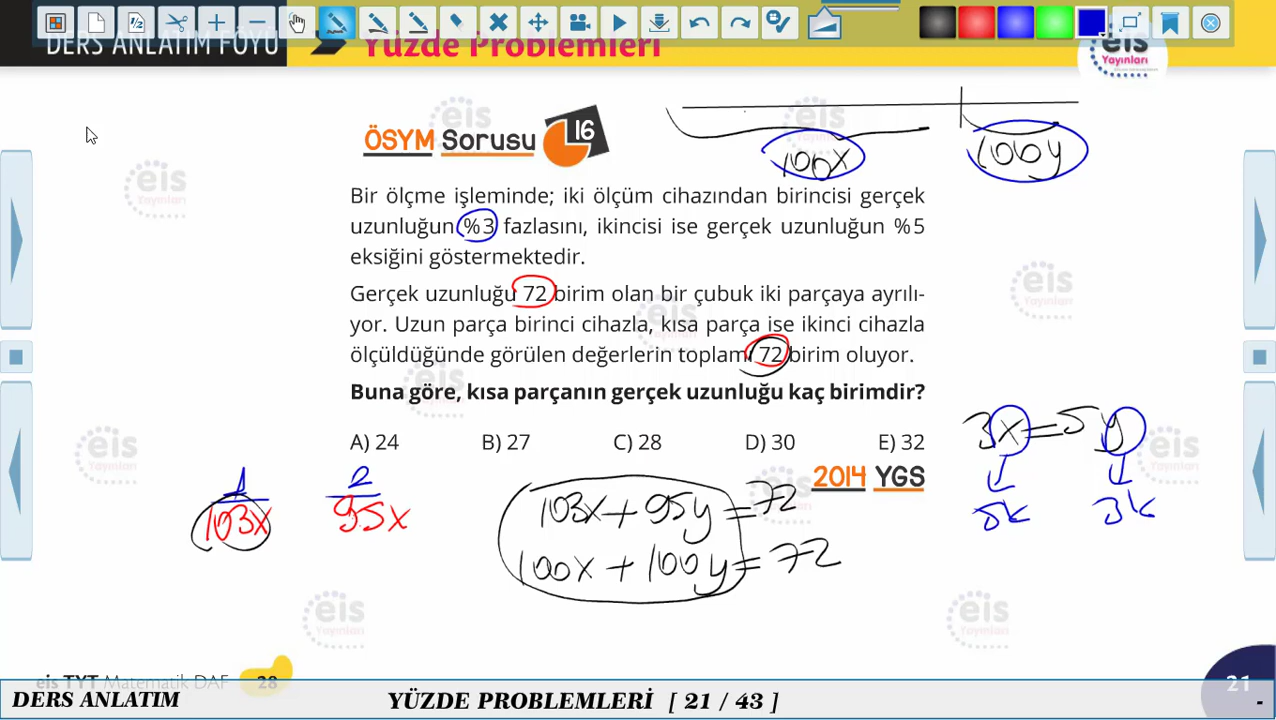 DERS ANLATIM FÖYÜ
Yüzde Problemleri
eis
Yayınları
ÖSYM Sorusu 16
100x
100y
Bir ölçme işleminde; iki ölçüm cihazından birincisi gerçek
uzunluğun %3 fazlasını, ikincisi ise gerçek uzunluğun %5
eksiğini göstermektedir.
Gerçek uzunluğu 72 birim olan bir çubuk iki parçaya ayrılı-
yor. Uzun parça birinci cihazla, kısa parça ise ikinci cihazla
ölçüldüğünde görülen değerlerin toplamı 72 birim oluyor.
Buna göre, kısa parçanın gerçek uzunluğu kaç birimdir?
A) 24 B) 27 C) 28 D) 30 E) 32
2014 YGS
3x=5y
5k 3k
1 2
103x 95x
103x+95y=72
100x+100y=72
eis TYT Matematik DAF 28
21
DERS ANLATIM YÜZDE PROBLEMLERİ [ 21 / 43 ] -